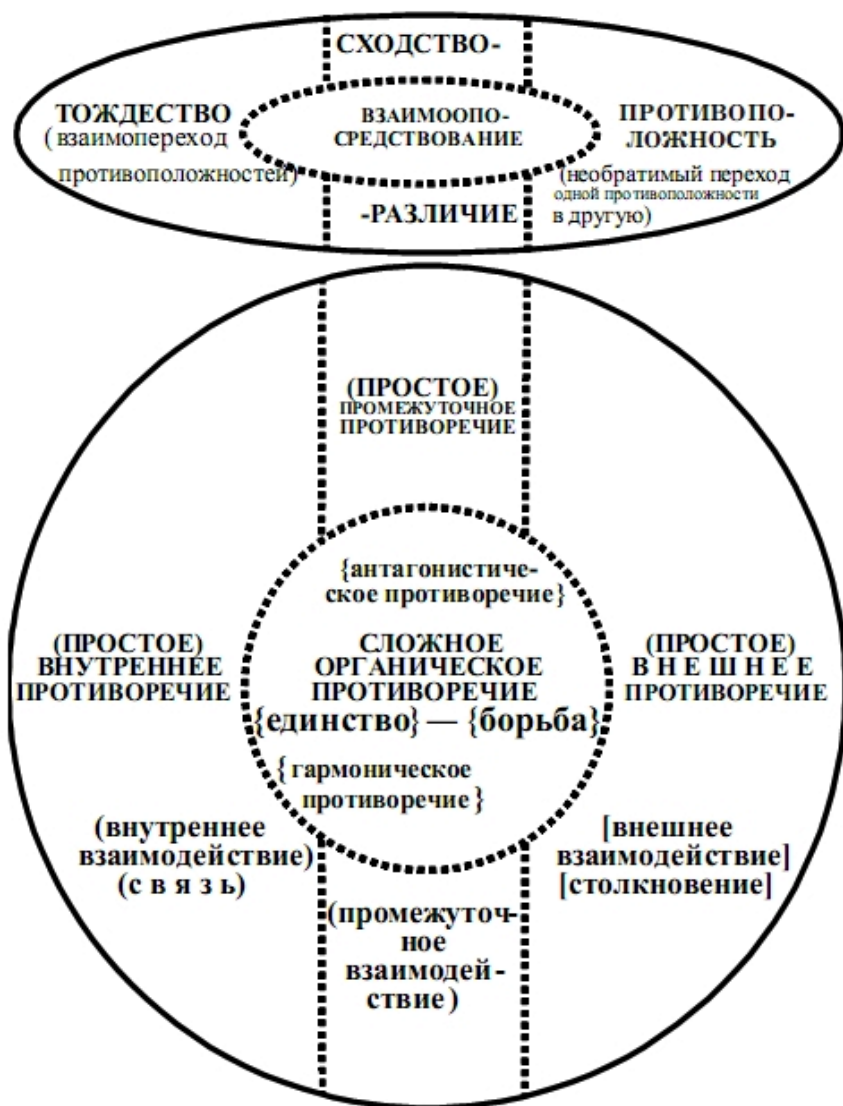 СХОДСТВО-
ТОЖДЕСТВО
(взаимопереход
противоположностей)
ВЗАИМООПО-
СРЕДСТВОВАНИЕ
ПРОТИВОПО-
ЛОЖНОСТЬ
(необратимый переход
одной противоположности
в другую)
-РАЗЛИЧИЕ
(ПРОСТОЕ)
ПРОМЕЖУТОЧНОЕ
ПРОТИВОРЕЧИЕ
{антагонистиче-
ское противоречие}
(ПРОСТОЕ)
ВНУТРЕННЕЕ
ПРОТИВОРЕЧИЕ
СЛОЖНОЕ
ОРГАНИЧЕСКОЕ
ПРОТИВОРЕЧИЕ
{единство} — {борьба}
(ПРОСТОЕ)
В Н Е Ш Н Е Е
ПРОТИВОРЕЧИЕ
{ гармоническое
противоречие }
(внутреннее
взаимодействие)
(с в я з ь)
[внешнее
взаимодействие]
[столкновение]
(промежуточ-
ное
взаимодей-
ствие)